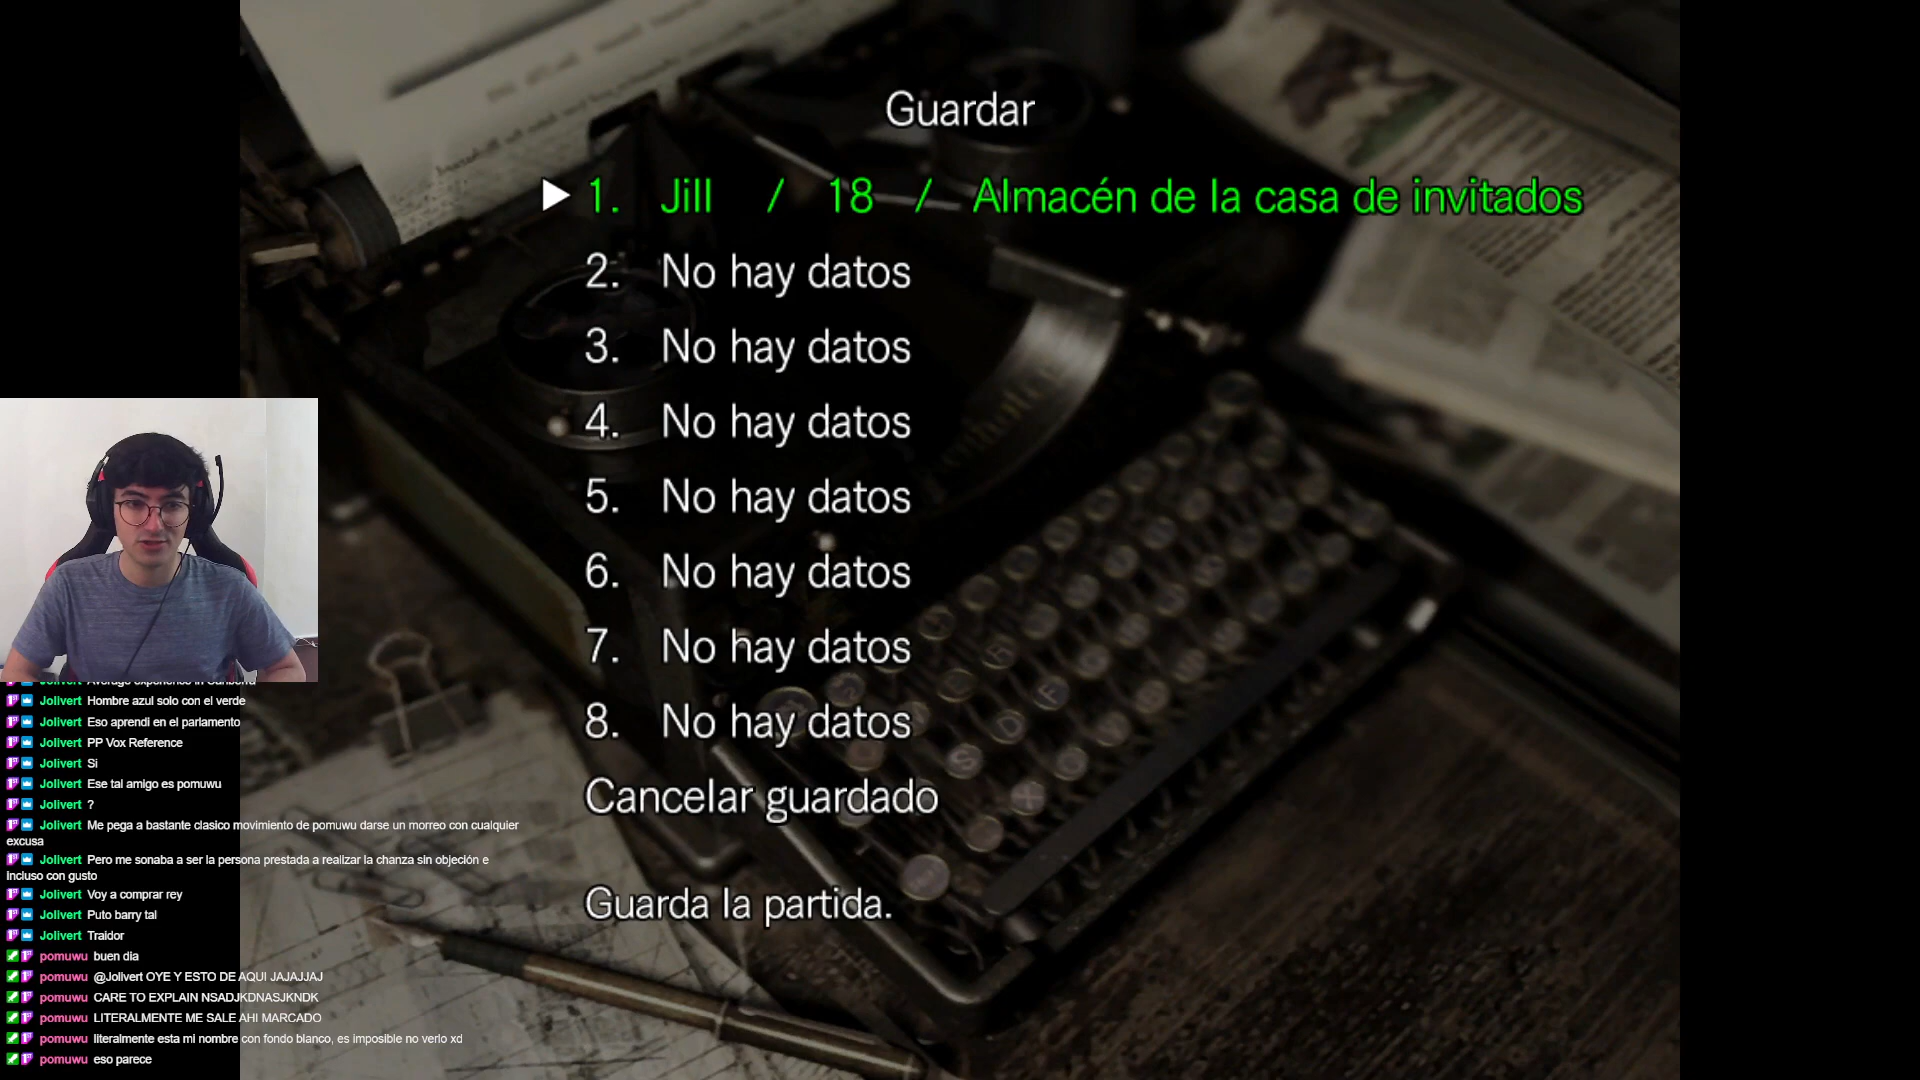 Guardar
1. Jill / 18 / Almacén de la casa de invitados
2. No hay datos
3. No hay datos
4. No hay datos
5. No hay datos
6. No hay datos
7. No hay datos
8. No hay datos
Cancelar guardado
Guarda la partida.
Jolivert Hombre azul solo con el verde
Jolivert Eso aprendi en el parlamento
Jolivert PP Vox Reference
Jolivert Si
Jolivert Ese tal amigo es pomuwu
Jolivert ?
Jolivert Me pega a bastante clasico movimiento de pomuwu darse un morreo con cualquier
excusa
Jolivert Pero me sonaba a ser la persona prestada a realizar la chanza sin objeción e
incluso con gusto
Jolivert Voy a comprar rey
Jolivert Puto barry tal
Jolivert Traidor
pomuwu buen dia
pomuwu @Jolivert OYE Y ESTO DE AQUI JAJAJJAJ
pomuwu CARE TO EXPLAIN NSADJKDNASJKNDK
pomuwu LITERALMENTE ME SALE AHI MARCADO
pomuwu literalmente esta mi nombre con fondo blanco, es imposible no verlo xd
pomuwu eso parece